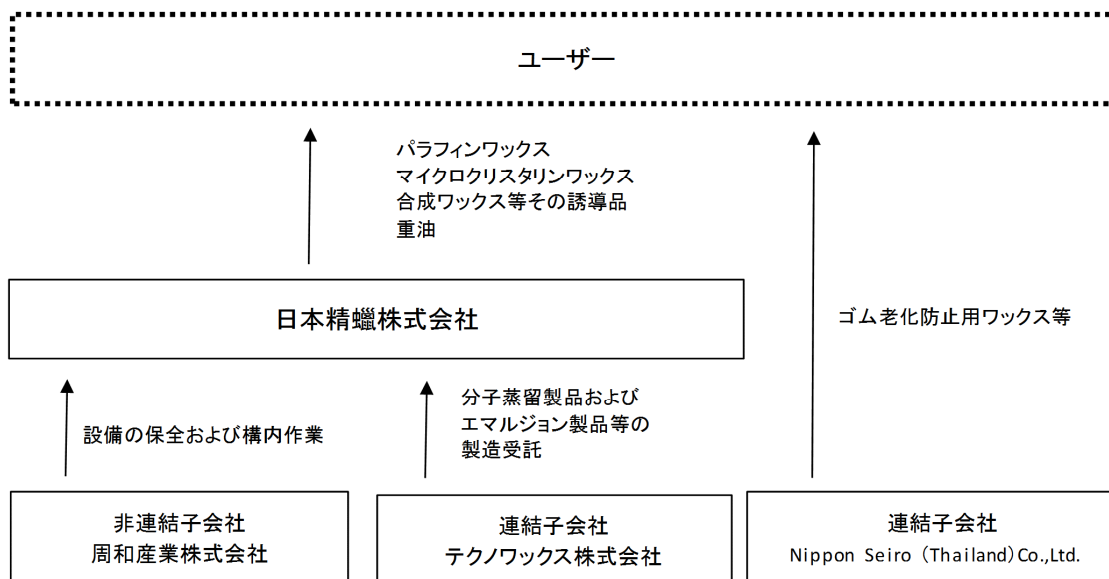 ユーザー
パラフィンワックス
マイクロクリスタリンワックス
合成ワックス等その誘導品
重油
日本精蠟株式会社
ゴム老化防止用ワックス等
設備の保全および構内作業
分子蒸留製品および
エマルジョン製品等の
製造受託
非連結子会社
周和産業株式会社
連結子会社
テクノワックス株式会社
連結子会社
Nippon Seiro (Thailand)Co.,Ltd.